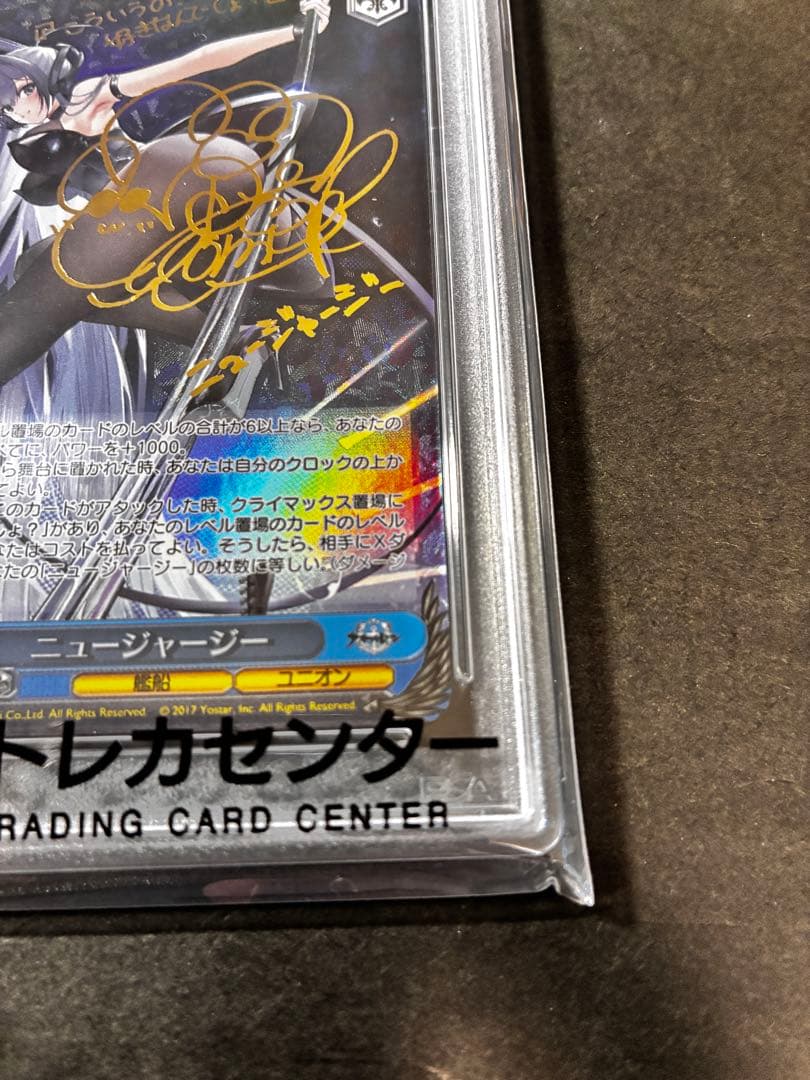 ニュージャージー
ル置場のカードのレベルの合計が6以上なら、あなたの
べてに、パワーを+1000。
ら舞台に置かれた時、あなたは自分のクロックの上か
てよい。
このカードがアタックした時、クライマックス置場に
しょ?」があり、あなたのレベル置場のカードのレベル
なたはコストを払ってよい。そうしたら、相手にXダ
なたの「ニュージャージー」の枚数に等しい。（ダメージ
ニュージャージー
艦船 ユニオン
Co.,Ltd. All Rights Reserved © 2017 Yostar, Inc. All Rights Reserved.
トレカセンター
RADING CARD CENTER
PSA